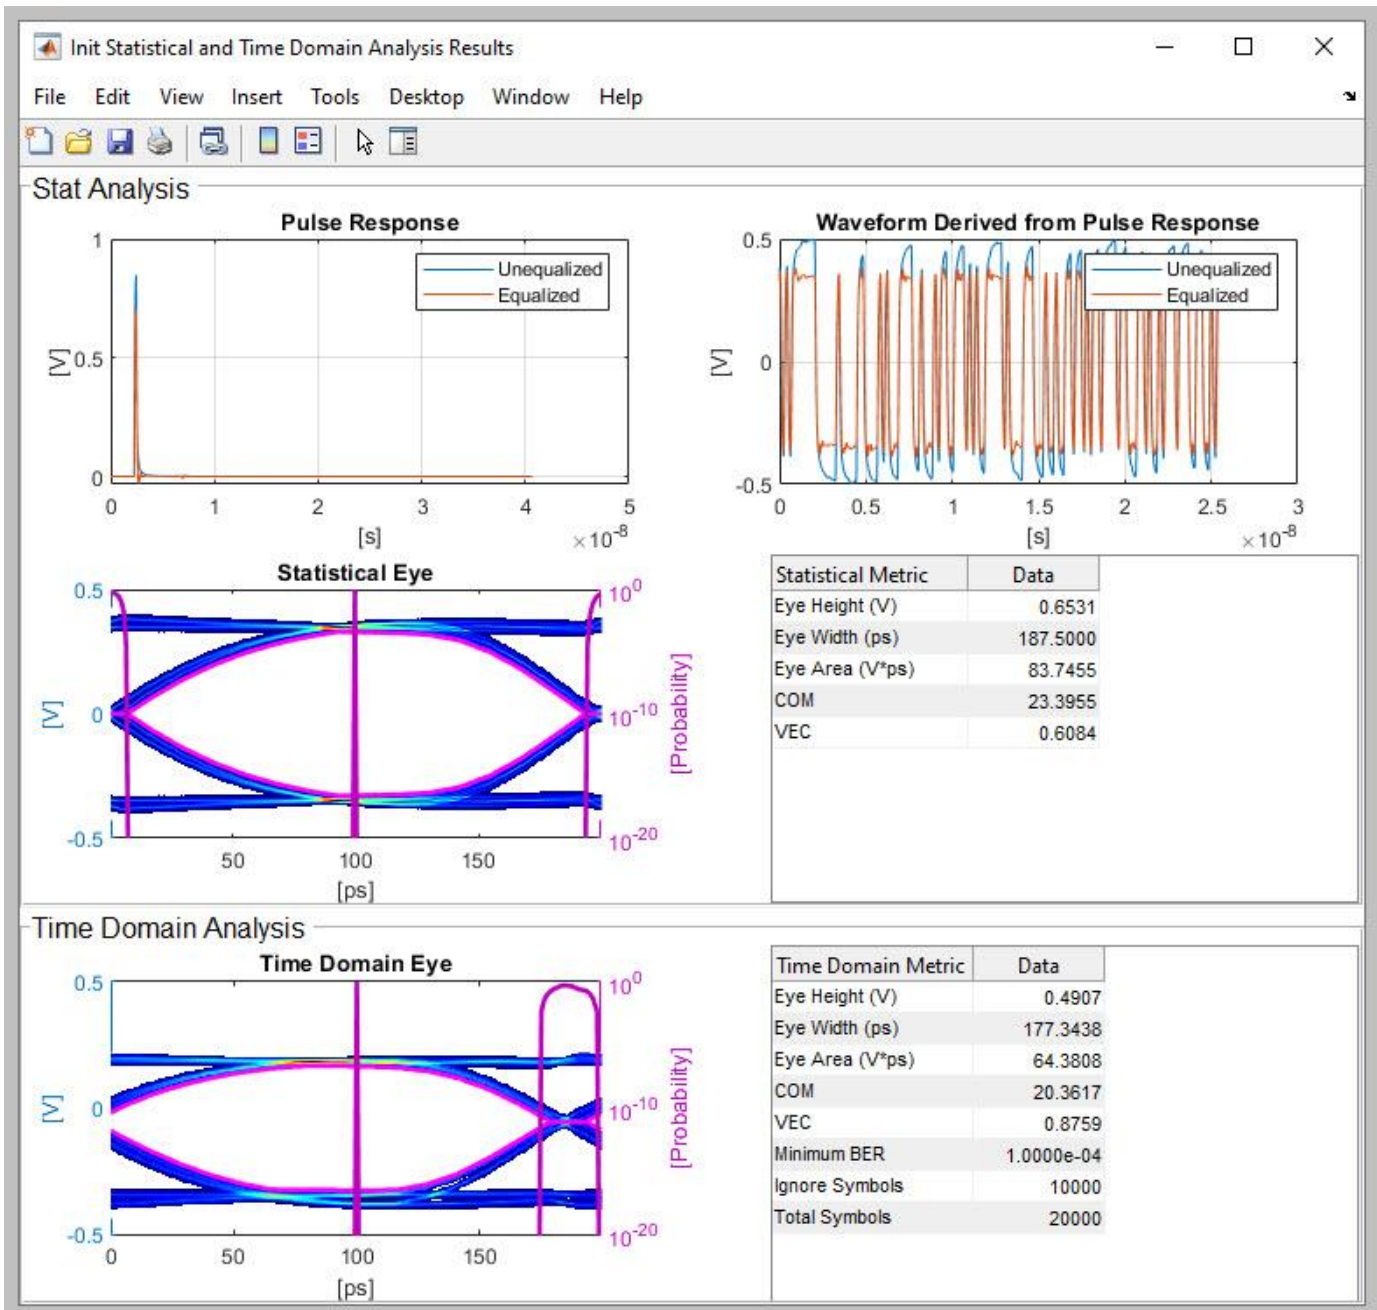 Init Statistical and Time Domain Analysis Results
File Edit View Insert Tools Desktop Window Help
Stat Analysis
Pulse Response
1
0.5
0
[V]
Unequalized
Equalized
0 1 2 3 4 5
[s]
×10-8
Waveform Derived from Pulse Response
0.5
0
-0.5
[V]
Unequalized
Equalized
0 0.5 1 1.5 2 2.5 3
[s]
×10-8
Statistical Eye
0.5
0
-0.5
[V]
100
10-10
10-20
[Probability]
50 100 150
[ps]
Statistical Metric Data
Eye Height (V) 0.6531
Eye Width (ps) 187.5000
Eye Area (V*ps) 83.7455
COM 23.3955
VEC 0.6084
Time Domain Analysis
Time Domain Eye
0.5
0
-0.5
[V]
100
10-10
10-20
[Probability]
0 50 100 150
[ps]
Time Domain Metric Data
Eye Height (V) 0.4907
Eye Width (ps) 177.3438
Eye Area (V*ps) 64.3808
COM 20.3617
VEC 0.8759
Minimum BER 1.0000e-04
Ignore Symbols 10000
Total Symbols 20000